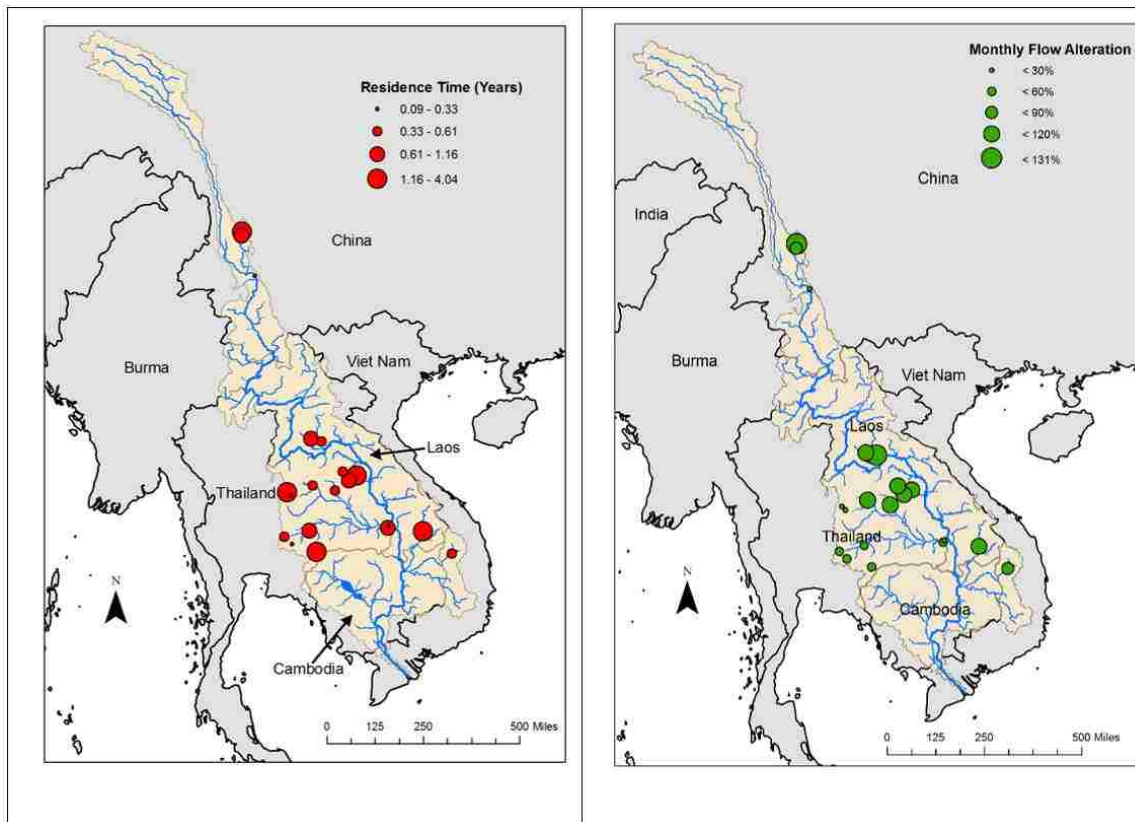 Residence Time (Years)
0.09 - 0.33
0.33 - 0.61
0.61 - 1.16
1.16 - 4.04
China
Burma
Viet Nam
Laos
Thailand
N
Cambodia
0 125 250 500 Miles
Monthly Flow Alteration
< 30%
< 60%
< 90%
< 120%
< 131%
China
India
Burma
Viet Nam
Laos
Thailand
N
Cambodia
0 125 250 500 Miles